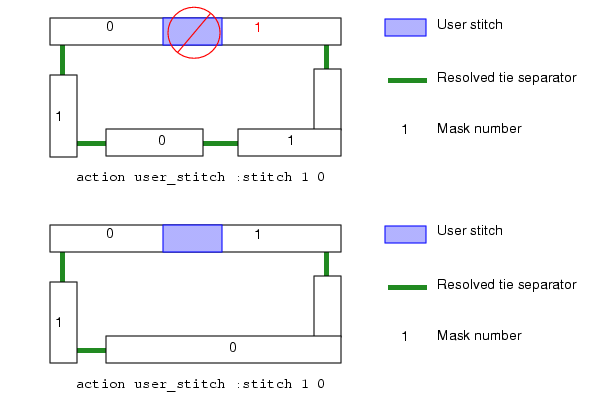 0 1 User stitch
Resolved tie separator
1
1 Mask number
0 1
action user_stitch :stitch 1 0
0 1 User stitch
Resolved tie separator
1
1 Mask number
0
action user_stitch :stitch 1 0